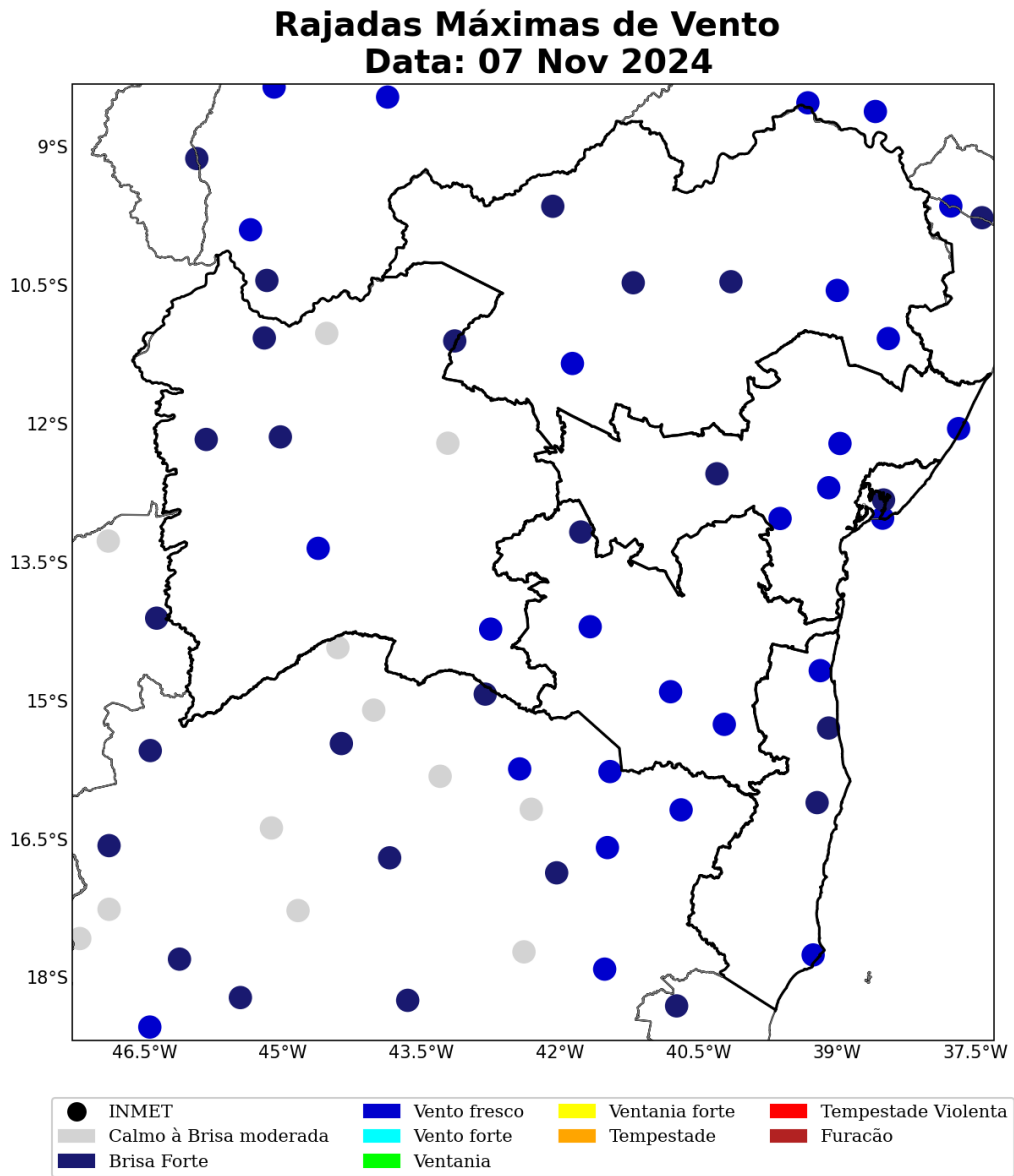 Rajadas Máximas de Vento
Data: 07 Nov 2024
9°S
10.5°S
12°S
13.5°S
15°S
16.5°S
18°S
46.5°W 45°W 43.5°W 42°W 40.5°W 39°W 37.5°W
INMET Vento fresco Ventania forte Tempestade Violenta
Calmo à Brisa moderada Vento forte Tempestade Furacão
Brisa Forte Ventania